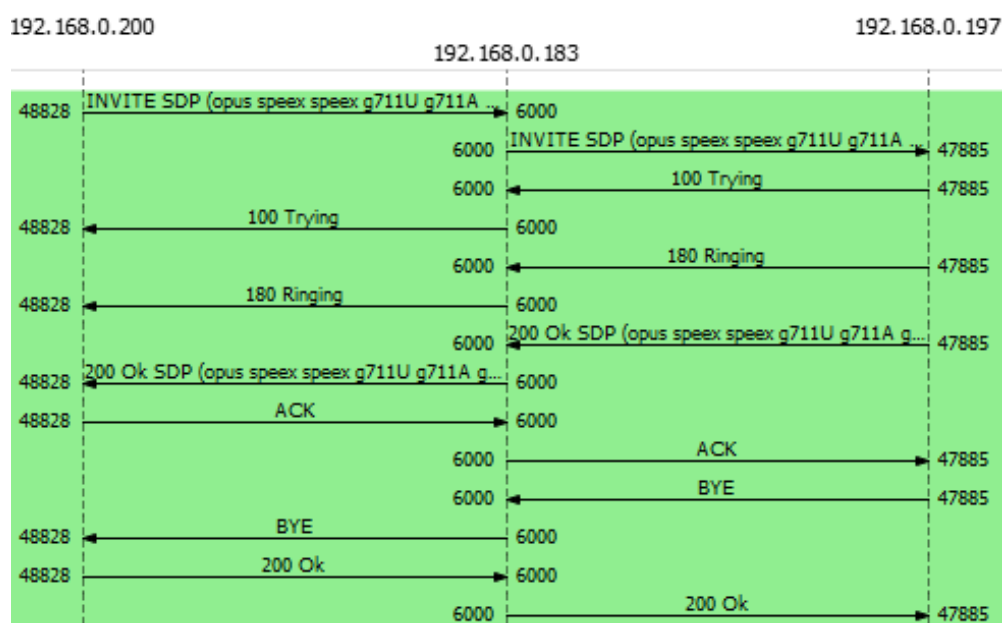 192.168.0.200 192.168.0.197
192.168.0.183
48828 INVITE SDP (opus speex speex g711U g711A ... 6000
6000 INVITE SDP (opus speex speex g711U g711A ... 47885
6000 100 Trying 47885
48828 100 Trying 6000
6000 180 Ringing 47885
48828 180 Ringing 6000
6000 200 Ok SDP (opus speex speex g711U g711A g... 47885
48828 200 Ok SDP (opus speex speex g711U g711A g... 6000
48828 ACK 6000
6000 ACK 47885
6000 BYE 47885
48828 BYE 6000
48828 200 Ok 6000
6000 200 Ok 47885